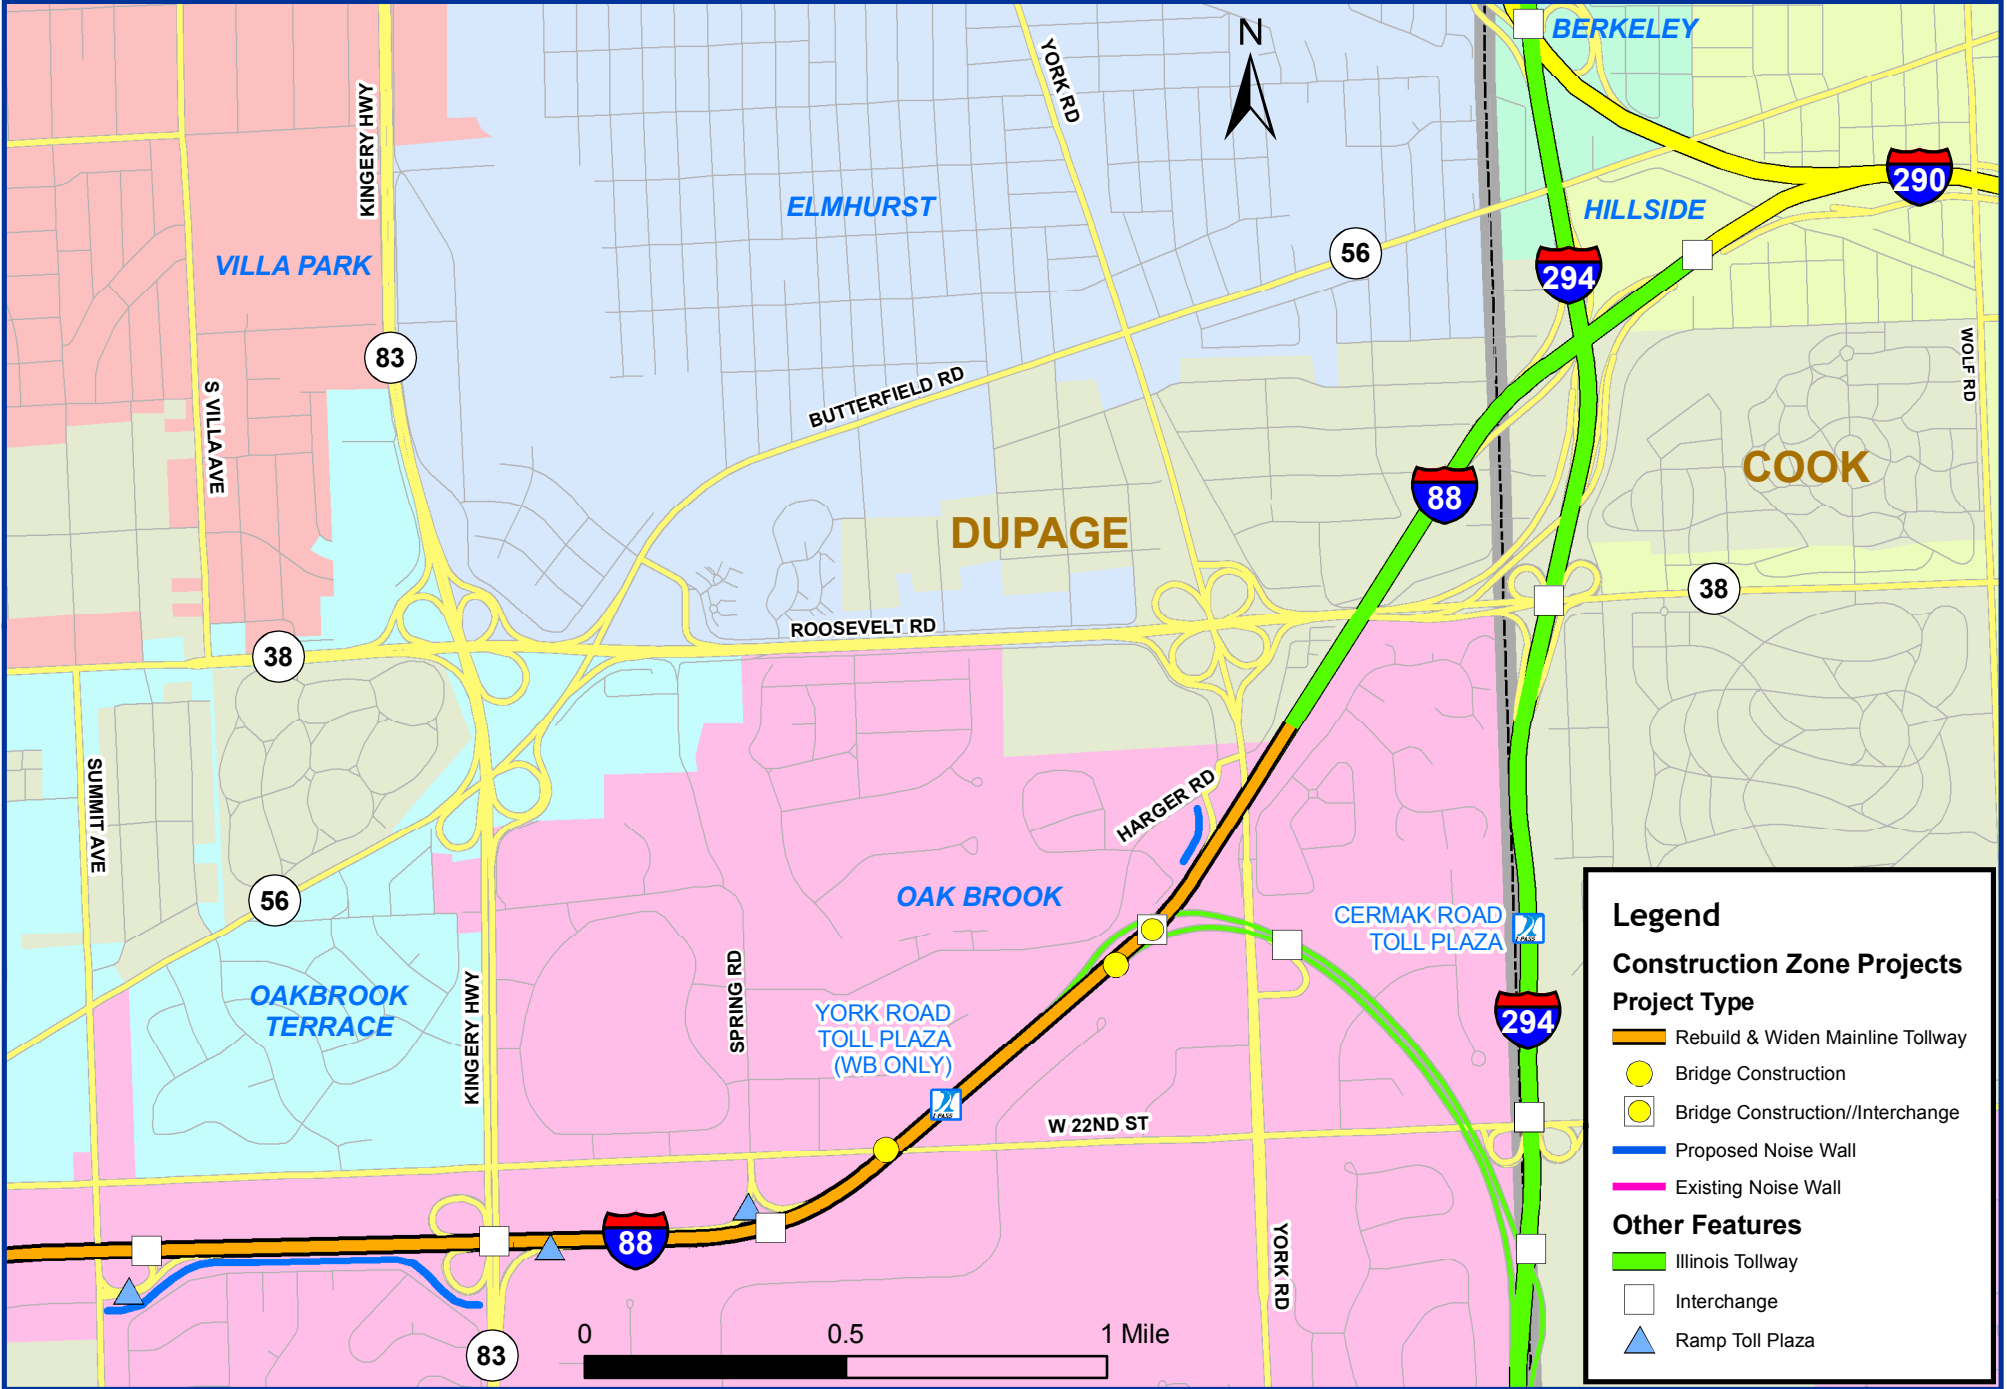 BERKELEY
N
YORK RD
KINGERY HWY
290
ELMHURST
HILLSIDE
56
VILLA PARK
294
83
WOLF RD
BUTTERFIELD RD
S VILLA AVE
COOK
88
DUPAGE
38
ROOSEVELT RD
38
SUMMIT AVE
HARGER RD
56
OAK BROOK
CERMAK ROAD
TOLL PLAZA
I-PASS
SPRING RD
OAKBROOK
TERRACE
KINGERY HWY
YORK ROAD
TOLL PLAZA
(WB ONLY)
I-PASS
294
W 22ND ST
88
YORK RD
83
0 0.5 1 Mile
Legend
Construction Zone Projects
Project Type
Rebuild & Widen Mainline Tollway
Bridge Construction
Bridge Construction//Interchange
Proposed Noise Wall
Existing Noise Wall
Other Features
Illinois Tollway
Interchange
Ramp Toll Plaza